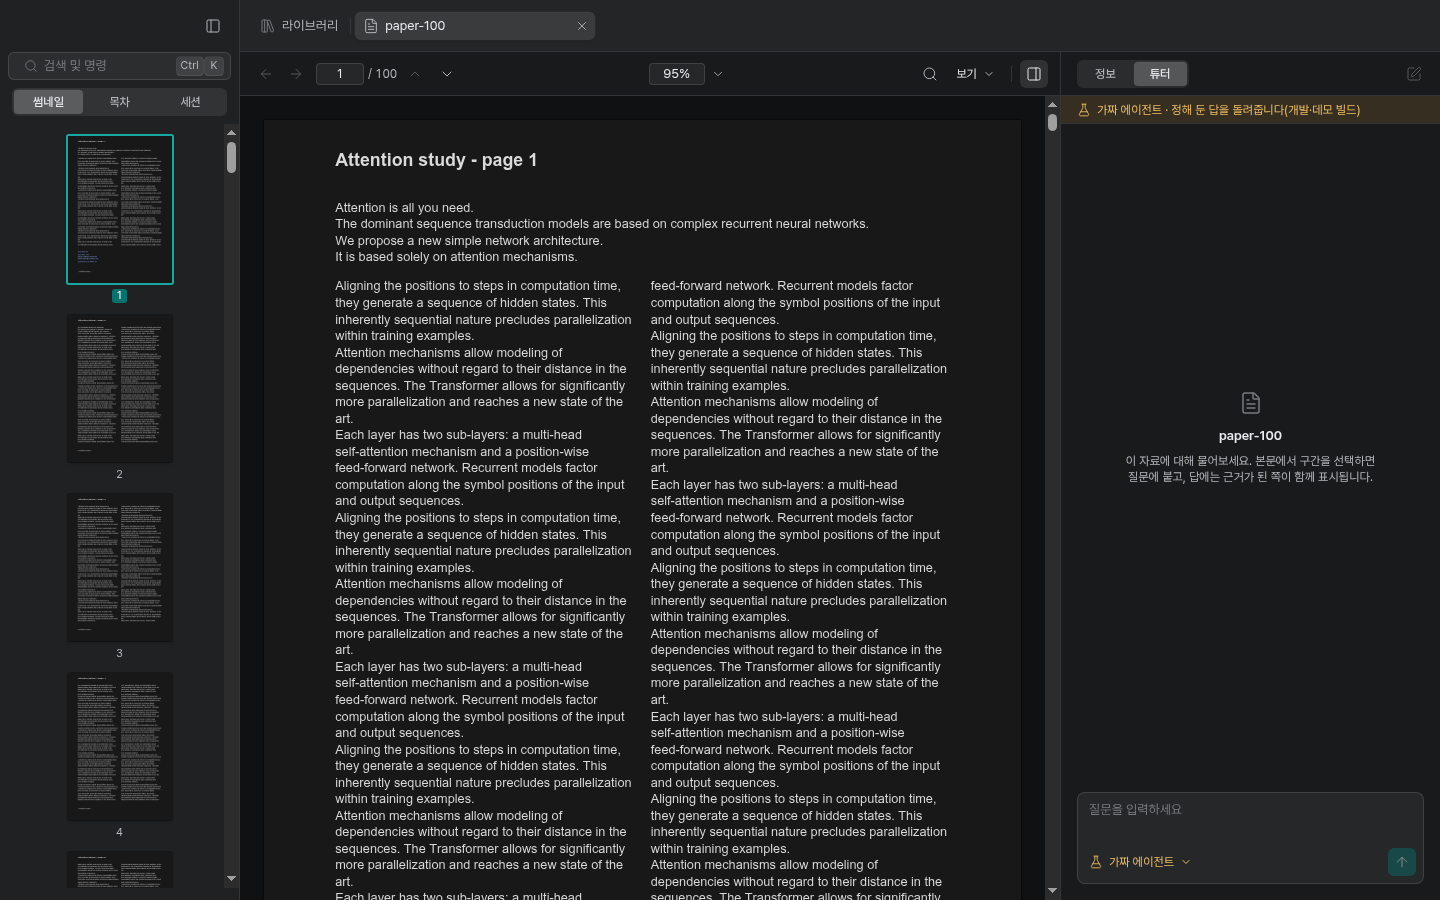 라이브러리
paper-100
검색 및 명령
Ctrl K
썸네일 목차 세션
1
2
3
4
1 / 100
95%
보기
Attention study - page 1
Attention is all you need.
The dominant sequence transduction models are based on complex recurrent neural networks.
We propose a new simple network architecture.
It is based solely on attention mechanisms.
Aligning the positions to steps in computation time,
they generate a sequence of hidden states. This
inherently sequential nature precludes parallelization
within training examples.
Attention mechanisms allow modeling of
dependencies without regard to their distance in the
sequences. The Transformer allows for significantly
more parallelization and reaches a new state of the
art.
Each layer has two sub-layers: a multi-head
self-attention mechanism and a position-wise
feed-forward network. Recurrent models factor
computation along the symbol positions of the input
and output sequences.
Aligning the positions to steps in computation time,
they generate a sequence of hidden states. This
inherently sequential nature precludes parallelization
within training examples.
Attention mechanisms allow modeling of
dependencies without regard to their distance in the
sequences. The Transformer allows for significantly
more parallelization and reaches a new state of the
art.
Each layer has two sub-layers: a multi-head
self-attention mechanism and a position-wise
feed-forward network. Recurrent models factor
computation along the symbol positions of the input
and output sequences.
Aligning the positions to steps in computation time,
they generate a sequence of hidden states. This
inherently sequential nature precludes parallelization
within training examples.
Attention mechanisms allow modeling of
dependencies without regard to their distance in the
sequences. The Transformer allows for significantly
more parallelization and reaches a new state of the
art.
Each layer has two sub-layers: a multi-head
feed-forward network. Recurrent models factor
computation along the symbol positions of the input
and output sequences.
Aligning the positions to steps in computation time,
they generate a sequence of hidden states. This
inherently sequential nature precludes parallelization
within training examples.
Attention mechanisms allow modeling of
dependencies without regard to their distance in the
sequences. The Transformer allows for significantly
more parallelization and reaches a new state of the
art.
Each layer has two sub-layers: a multi-head
self-attention mechanism and a position-wise
feed-forward network. Recurrent models factor
computation along the symbol positions of the input
and output sequences.
Aligning the positions to steps in computation time,
they generate a sequence of hidden states. This
inherently sequential nature precludes parallelization
within training examples.
Attention mechanisms allow modeling of
dependencies without regard to their distance in the
sequences. The Transformer allows for significantly
more parallelization and reaches a new state of the
art.
Each layer has two sub-layers: a multi-head
self-attention mechanism and a position-wise
feed-forward network. Recurrent models factor
computation along the symbol positions of the input
and output sequences.
Aligning the positions to steps in computation time,
they generate a sequence of hidden states. This
inherently sequential nature precludes parallelization
within training examples.
Attention mechanisms allow modeling of
dependencies without regard to their distance in the
sequences. The Transformer allows for significantly
정보 튜터
가짜 에이전트 · 정해 둔 답을 돌려줍니다(개발·데모 빌드)
paper-100
이 자료에 대해 물어보세요. 본문에서 구간을 선택하면
질문에 붙고, 답에는 근거가 된 쪽이 함께 표시됩니다.
질문을 입력하세요
가짜 에이전트